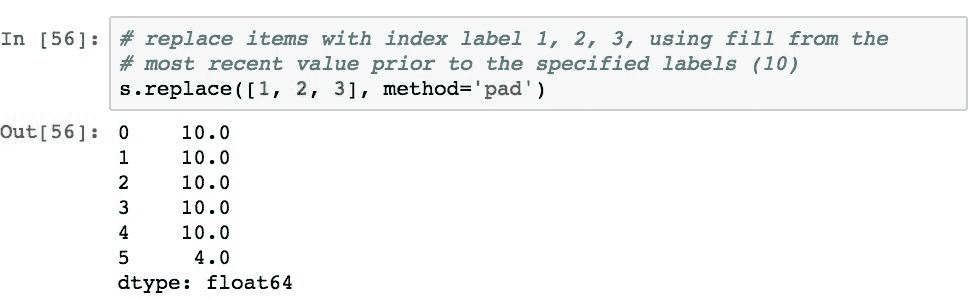 In [56]: # replace items with index label 1, 2, 3, using fill from the
# most recent value prior to the specified labels (10)
s.replace([1, 2, 3], method='pad')
Out[56]: 0 10.0
1 10.0
2 10.0
3 10.0
4 10.0
5 4.0
dtype: float64